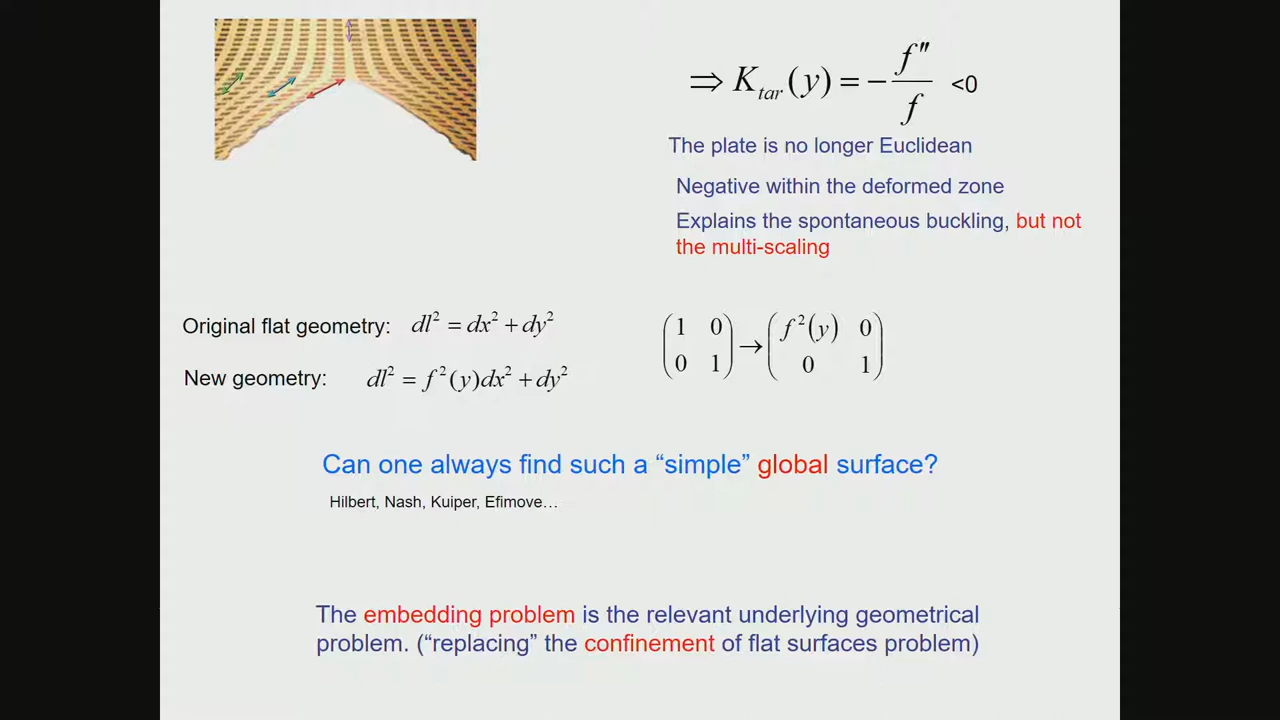 ⇒ K_tar(y) = − f″/f <0
The plate is no longer Euclidean
Negative within the deformed zone
Explains the spontaneous buckling, but not
the multi-scaling
Original flat geometry: dl² = dx² + dy²
(1 0; 0 1) → (f²(y) 0; 0 1)
New geometry: dl² = f²(y)dx² + dy²
Can one always find such a “simple” global surface?
Hilbert, Nash, Kuiper, Efimove…
The embedding problem is the relevant underlying geometrical
problem. (“replacing” the confinement of flat surfaces problem)